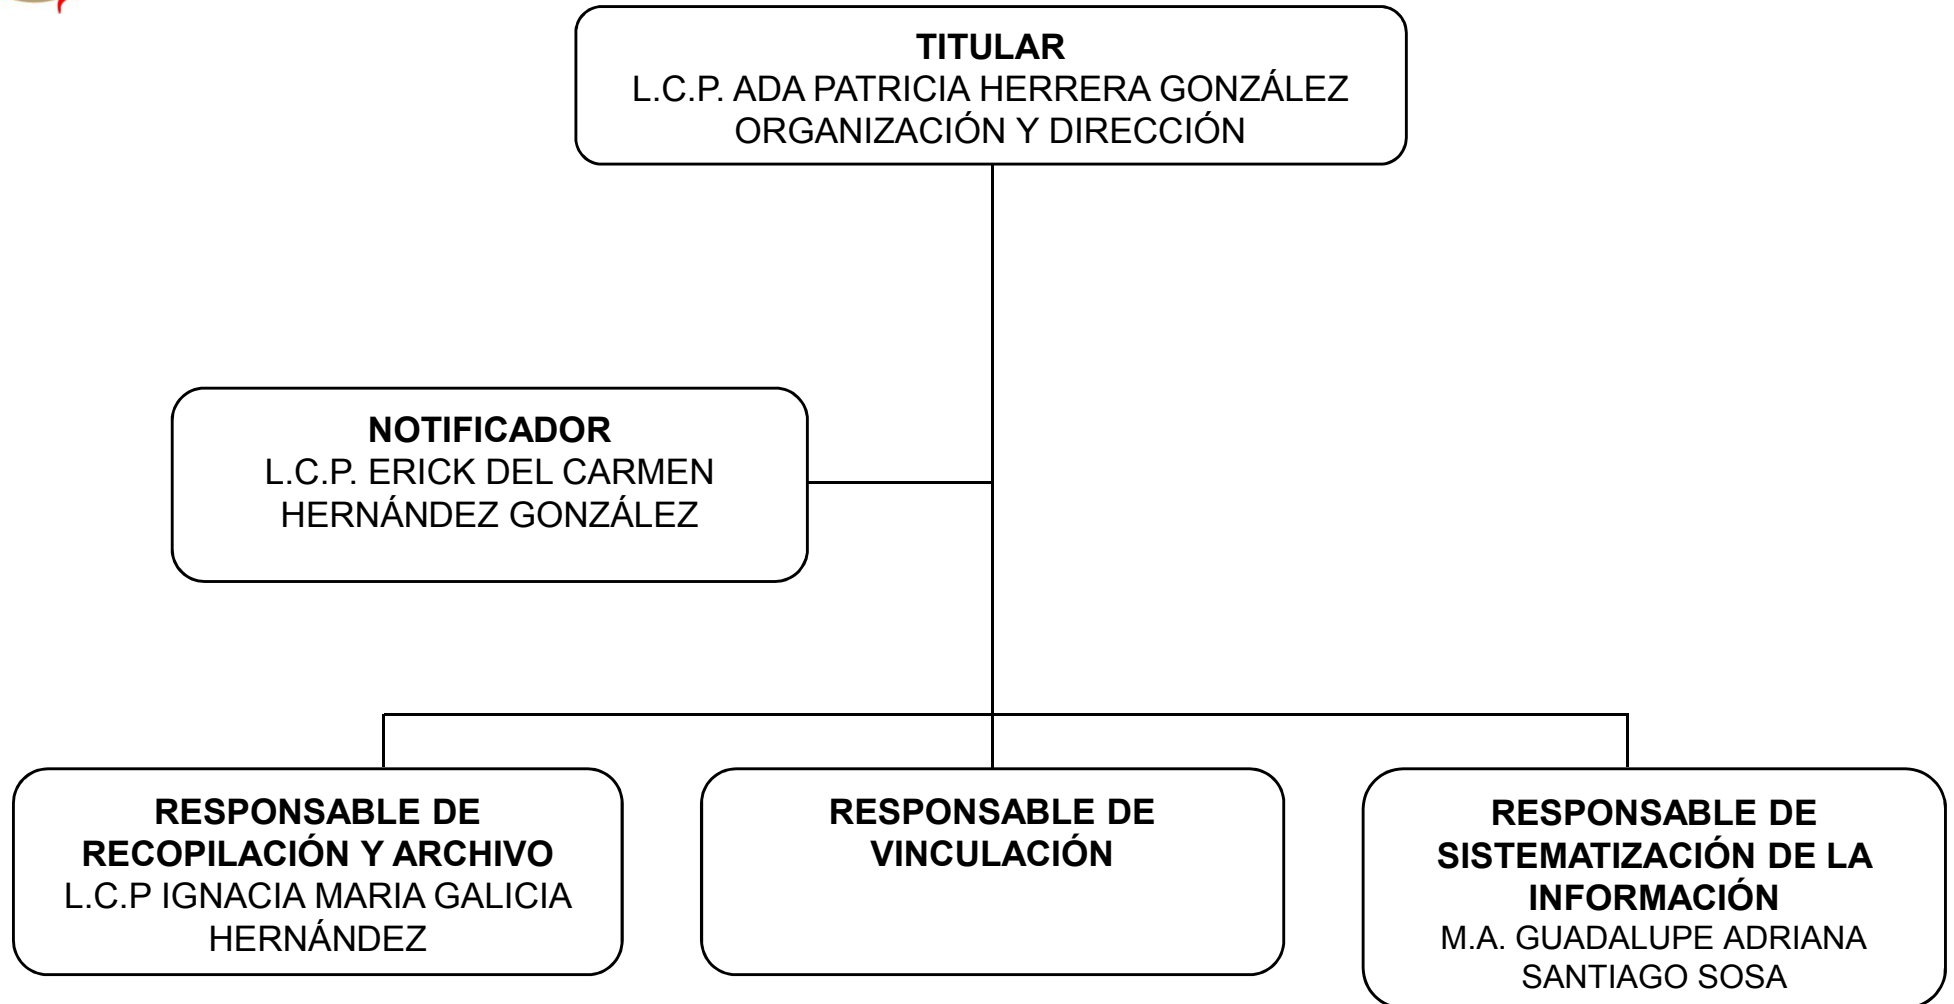 TITULAR
L.C.P. ADA PATRICIA HERRERA GONZÁLEZ
ORGANIZACIÓN Y DIRECCIÓN
NOTIFICADOR
L.C.P. ERICK DEL CARMEN
HERNÁNDEZ GONZÁLEZ
RESPONSABLE DE
RECOPILACIÓN Y ARCHIVO
L.C.P IGNACIA MARIA GALICIA
HERNÁNDEZ
RESPONSABLE DE
VINCULACIÓN
RESPONSABLE DE
SISTEMATIZACIÓN DE LA
INFORMACIÓN
M.A. GUADALUPE ADRIANA
SANTIAGO SOSA